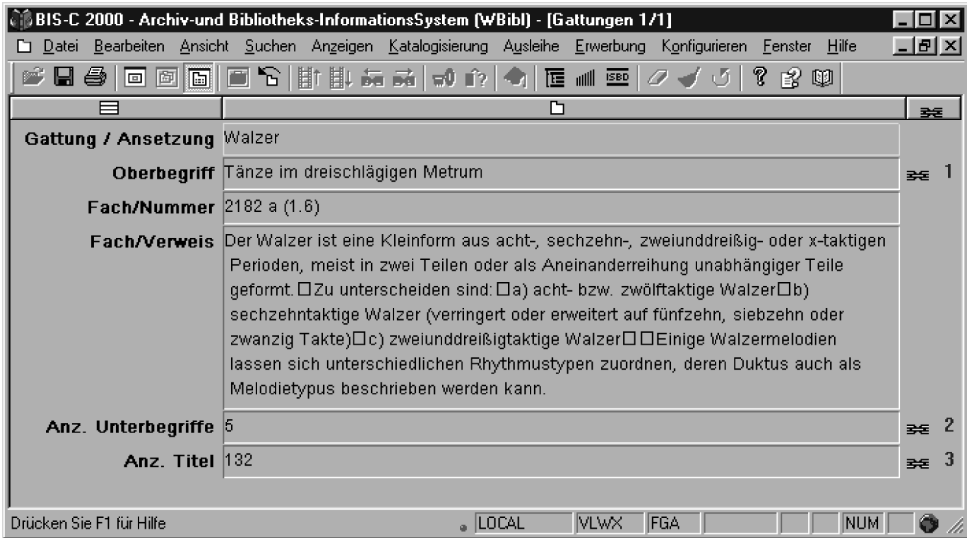 BIS-C 2000 - Archiv-und Bibliotheks-InformationsSystem (WBibl) - [Gattungen 1/1]
Datei Bearbeiten Ansicht Suchen Anzeigen Katalogisierung Ausleihe Erwerbung Konfigurieren Fenster Hilfe
ISBD
Gattung / Ansetzung Walzer
Oberbegriff Tänze im dreischlägigen Metrum 1
Fach/Nummer 2182 a (1.6)
Fach/Verweis Der Walzer ist eine Kleinform aus acht-, sechzehn-, zweiunddreißig- oder x-taktigen
Perioden, meist in zwei Teilen oder als Aneinanderreihung unabhängiger Teile
geformt.□Zu unterscheiden sind:□a) acht- bzw. zwölftaktige Walzer□b)
sechzehntaktige Walzer (verringert oder erweitert auf fünfzehn, siebzehn oder
zwanzig Takte)□c) zweiunddreißigtaktige Walzer□□Einige Walzermelodien
lassen sich unterschiedlichen Rhythmustypen zuordnen, deren Duktus auch als
Melodietypus beschrieben werden kann.
Anz. Unterbegriffe 5 2
Anz. Titel 132 3
Drücken Sie F1 für Hilfe LOCAL VLWX FGA NUM